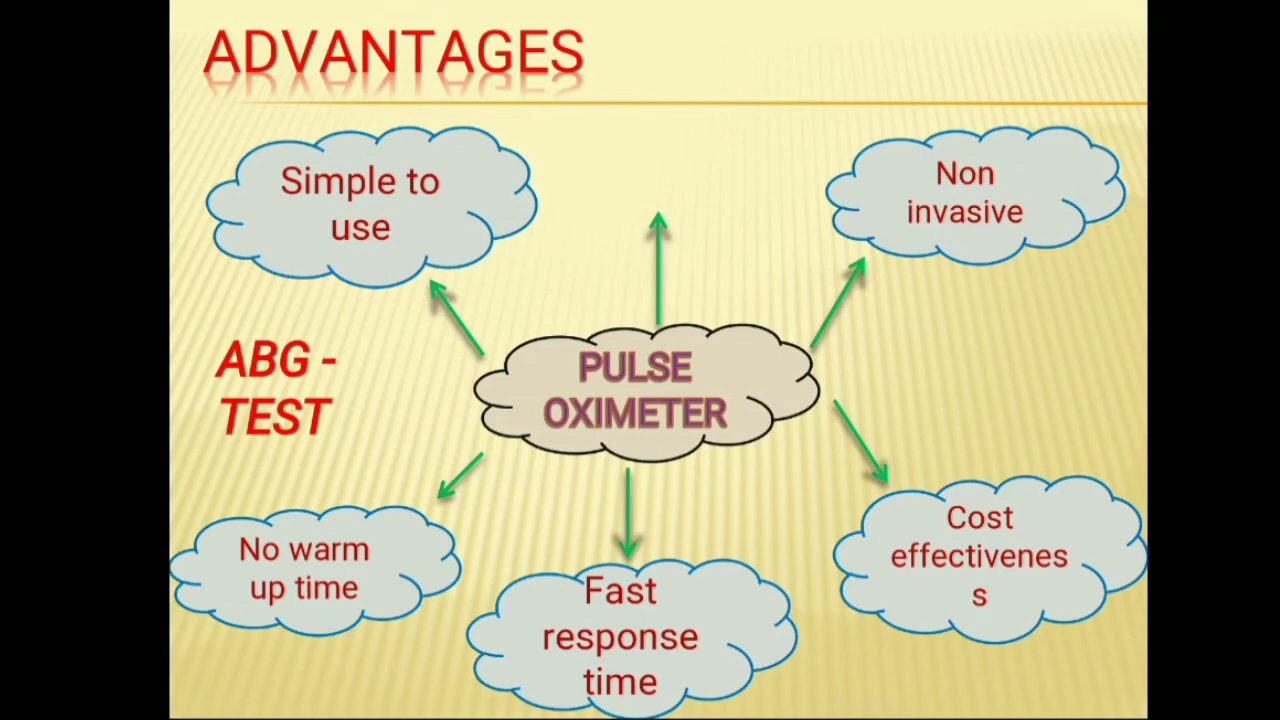 ADVANTAGES
Simple to
use
Non
invasive
ABG -
TEST
PULSE
OXIMETER
No warm
up time
Fast
response
time
Cost
effectivenes
s